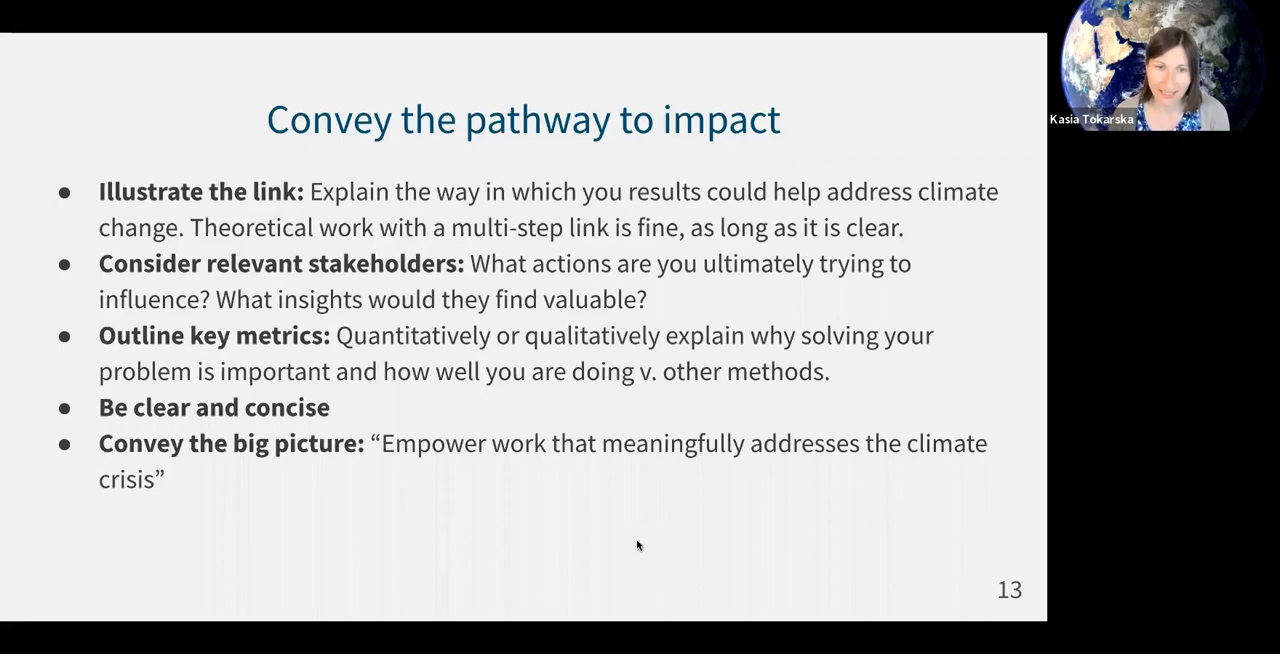 Convey the pathway to impact
● Illustrate the link: Explain the way in which you results could help address climate
change. Theoretical work with a multi-step link is fine, as long as it is clear.
● Consider relevant stakeholders: What actions are you ultimately trying to
influence? What insights would they find valuable?
● Outline key metrics: Quantitatively or qualitatively explain why solving your
problem is important and how well you are doing v. other methods.
● Be clear and concise
● Convey the big picture: “Empower work that meaningfully addresses the climate
crisis”
13
Kasia Tokarska